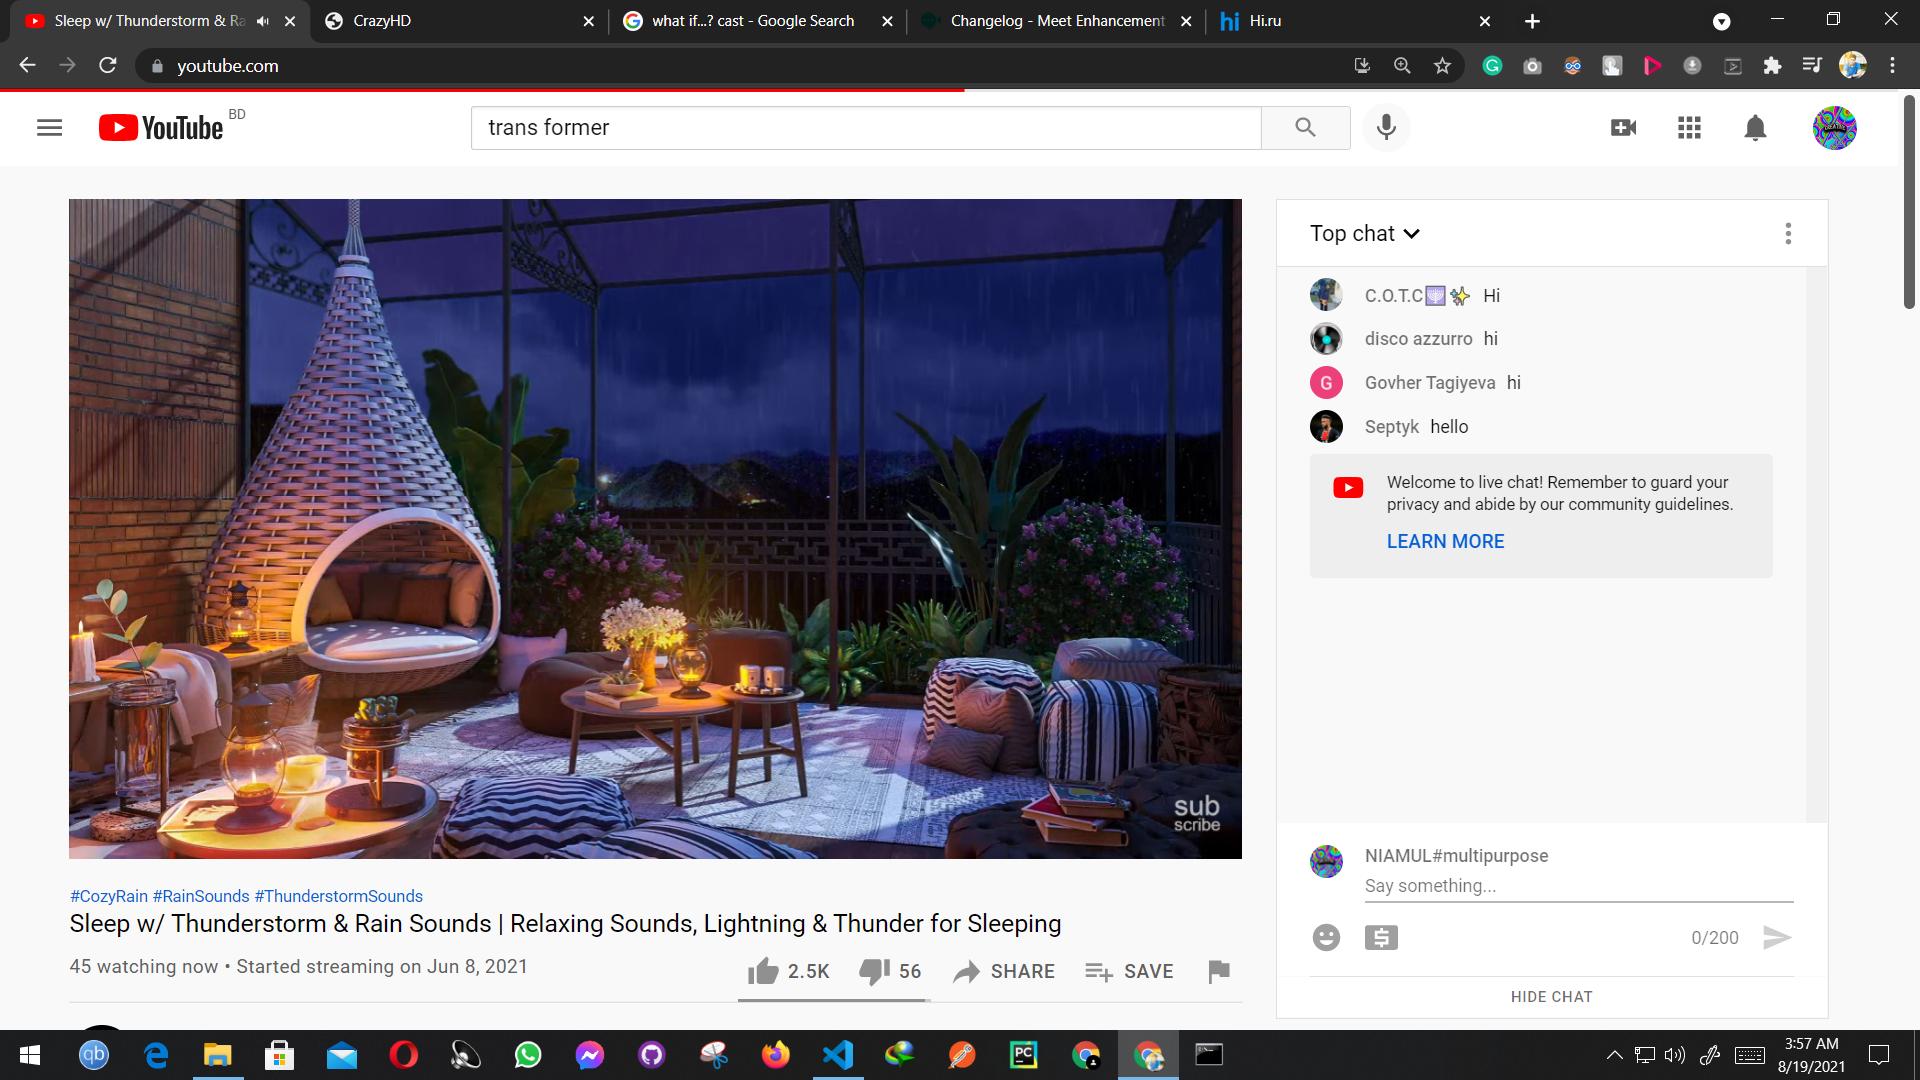 Sleep w/ Thunderstorm & Ra
CrazyHD
what if...? cast - Google Search
Changelog - Meet Enhancement
hi Hi.ru
youtube.com
YouTube BD
trans former
Top chat
C.O.T.C🕎✨ Hi
disco azzurro hi
G Govher Tagiyeva hi
Septyk hello
Welcome to live chat! Remember to guard your
privacy and abide by our community guidelines.
LEARN MORE
sub
scribe
NIAMUL#multipurpose
Say something...
0/200
HIDE CHAT
#CozyRain #RainSounds #ThunderstormSounds
Sleep w/ Thunderstorm & Rain Sounds | Relaxing Sounds, Lightning & Thunder for Sleeping
45 watching now • Started streaming on Jun 8, 2021
2.5K 56 SHARE SAVE
qb
PC
3:57 AM
8/19/2021